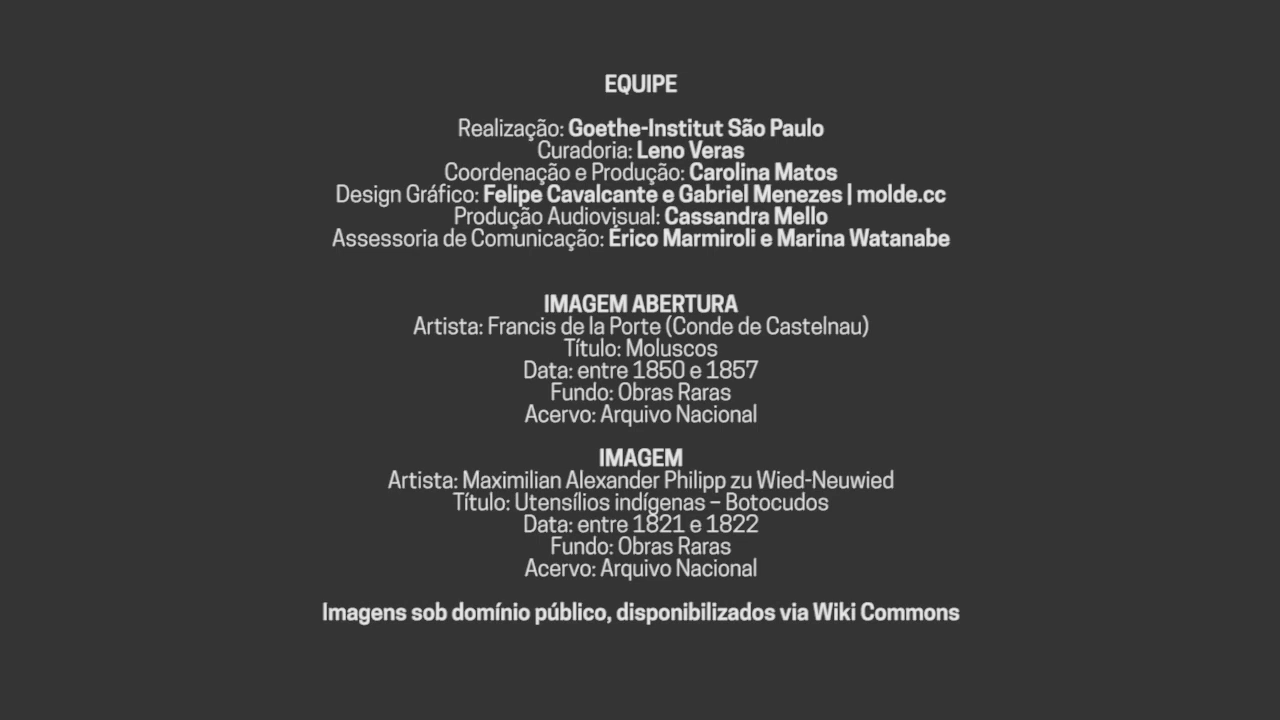 EQUIPE
Realização: Goethe-Institut São Paulo
Curadoria: Leno Veras
Coordenação e Produção: Carolina Matos
Design Gráfico: Felipe Cavalcante e Gabriel Menezes | molde.cc
Produção Audiovisual: Cassandra Mello
Assessoria de Comunicação: Érico Marmiroli e Marina Watanabe
IMAGEM ABERTURA
Artista: Francis de la Porte (Conde de Castelnau)
Título: Moluscos
Data: entre 1850 e 1857
Fundo: Obras Raras
Acervo: Arquivo Nacional
IMAGEM
Artista: Maximilian Alexander Philipp zu Wied-Neuwied
Título: Utensílios indígenas – Botocudos
Data: entre 1821 e 1822
Fundo: Obras Raras
Acervo: Arquivo Nacional
Imagens sob domínio público, disponibilizados via Wiki Commons